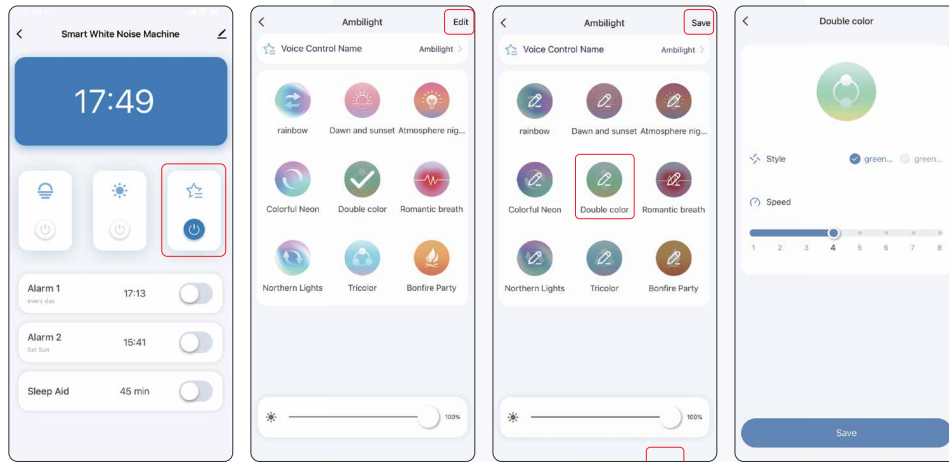 Smart White Noise Machine
17:49
Alarm 1 17:13
every day
Alarm 2 15:41
Sat Sun
Sleep Aid 45 min
Ambilight Edit
Voice Control Name Ambilight >
rainbow Dawn and sunset Atmosphere nig...
Colorful Neon Double color Romantic breath
Northern Lights Tricolor Bonfire Party
100%
Ambilight Save
Voice Control Name Ambilight >
rainbow Dawn and sunset Atmosphere nig...
Colorful Neon Double color Romantic breath
Northern Lights Tricolor Bonfire Party
100%
Double color
Style green... green...
Speed
1 2 3 4 5 6 7 8
Save